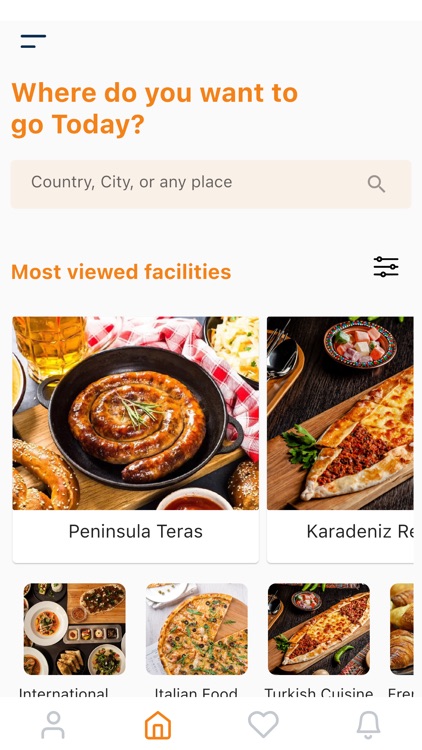 Where do you want to
go Today?
Country, City, or any place
Most viewed facilities
Peninsula Teras
Karadeniz Re
International
Italian Food
Turkish Cuisine
Fren